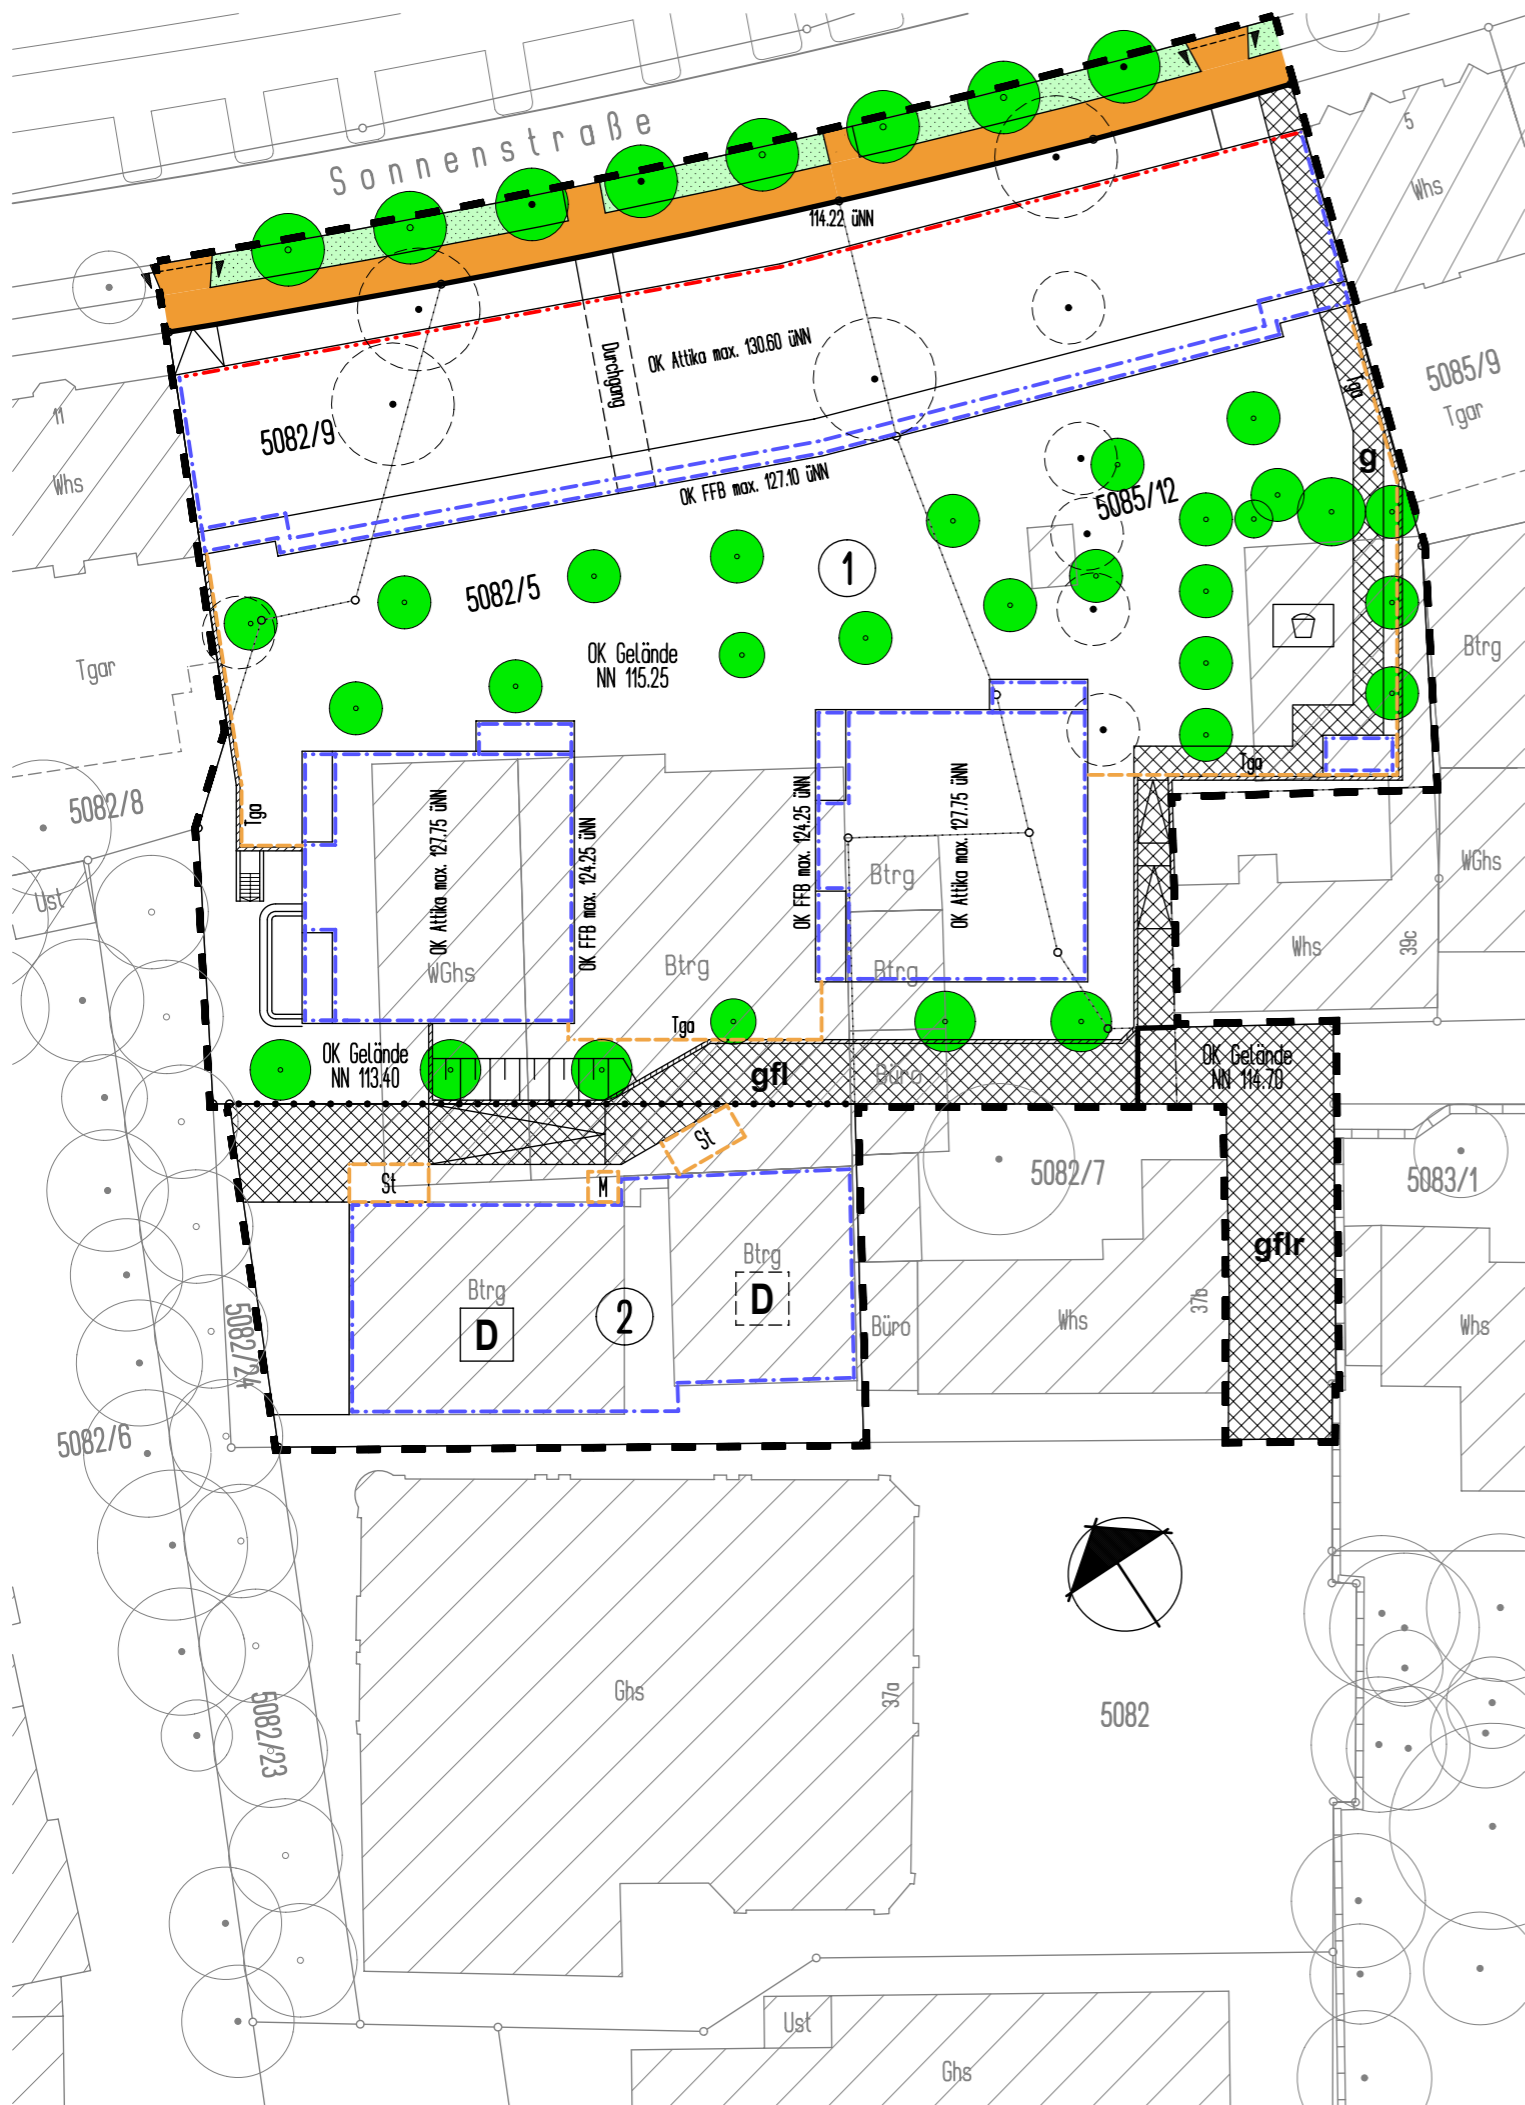 Sonnenstraße
5
Whs
114.22 üNN
OK Attika max. 130.60 üNN
Durchgang
5085/9
Tgar
Tga
11
Whs
5082/9
g
OK FFB max. 127.10 üNN
5085/12
1
5082/5
OK Gelände
NN 115.25
Tgar
Btrg
Tga
5082/8
Tga
OK Attika max. 127.75 üNN
OK FFB max. 124.25 üNN
OK FFB max. 124.25 üNN
OK Attika max. 127.75 üNN
Btrg
WGhs
Ust
Whs
39c
WGhs
Btrg
Btrg
Tga
OK Gelände
NN 113.40
OK Gelände
NN 114.70
gfl
Büro
St
5082/7
5083/1
St
M
gflr
Btrg
Btrg
D
D
2
37b
Büro
Whs
Whs
5082/24
5082/6
Ghs
37a
5082
5082/23
Ust
Ghs